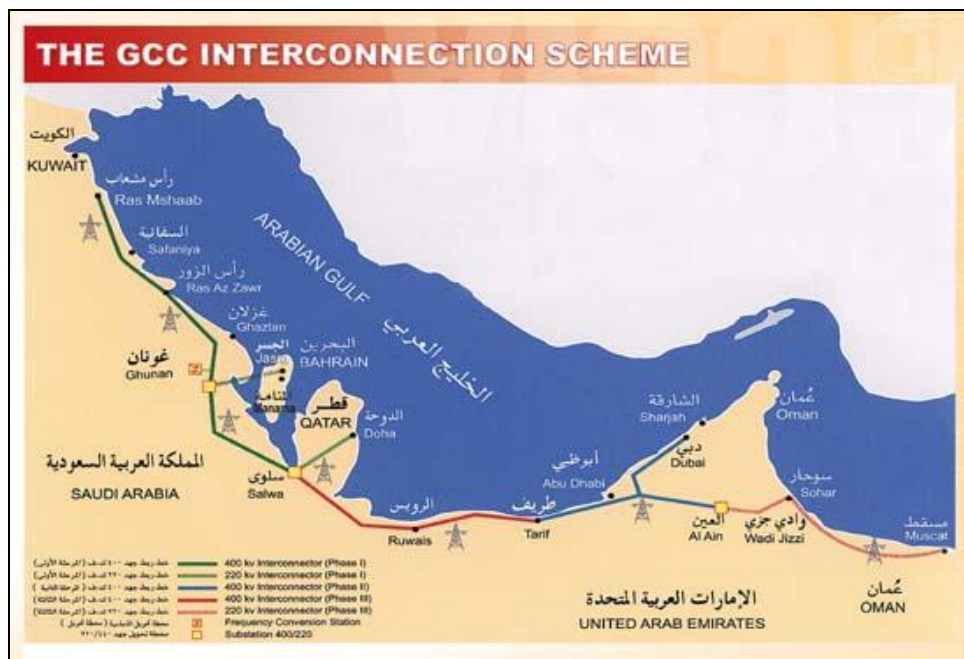 THE GCC INTERCONNECTION SCHEME
الكويت
KUWAIT
رأس مشعاب
Ras Mshaab
السفانية
Safaniya
رأس الزور
Ras Az Zawr
غزلان
Ghazlan
ARABIAN GULF
الخليج العربي
غونان
Ghunan
الجسر
Jasra
البحرين
BAHRAIN
المنامة
Manama
قطر
QATAR
الدوحة
Doha
المملكة العربية السعودية
SAUDI ARABIA
سلوى
Salwa
الرويس
Ruwais
طريف
Tarif
أبوظبي
Abu Dhabi
الشارقة
Sharjah
دبي
Dubai
عُمان
Oman
العين
Al Ain
وادي جزي
Wadi Jizzi
سوحار
Sohar
مسقط
Muscat
عُمان
OMAN
الإمارات العربية المتحدة
UNITED ARAB EMIRATES
400 kv Interconnector (Phase I)
220 kv Interconnector (Phase I)
400 kv Interconnector (Phase II)
400 kv Interconnector (Phase III)
220 kv Interconnector (Phase III)
Frequency Conversion Station
Substation 400/220